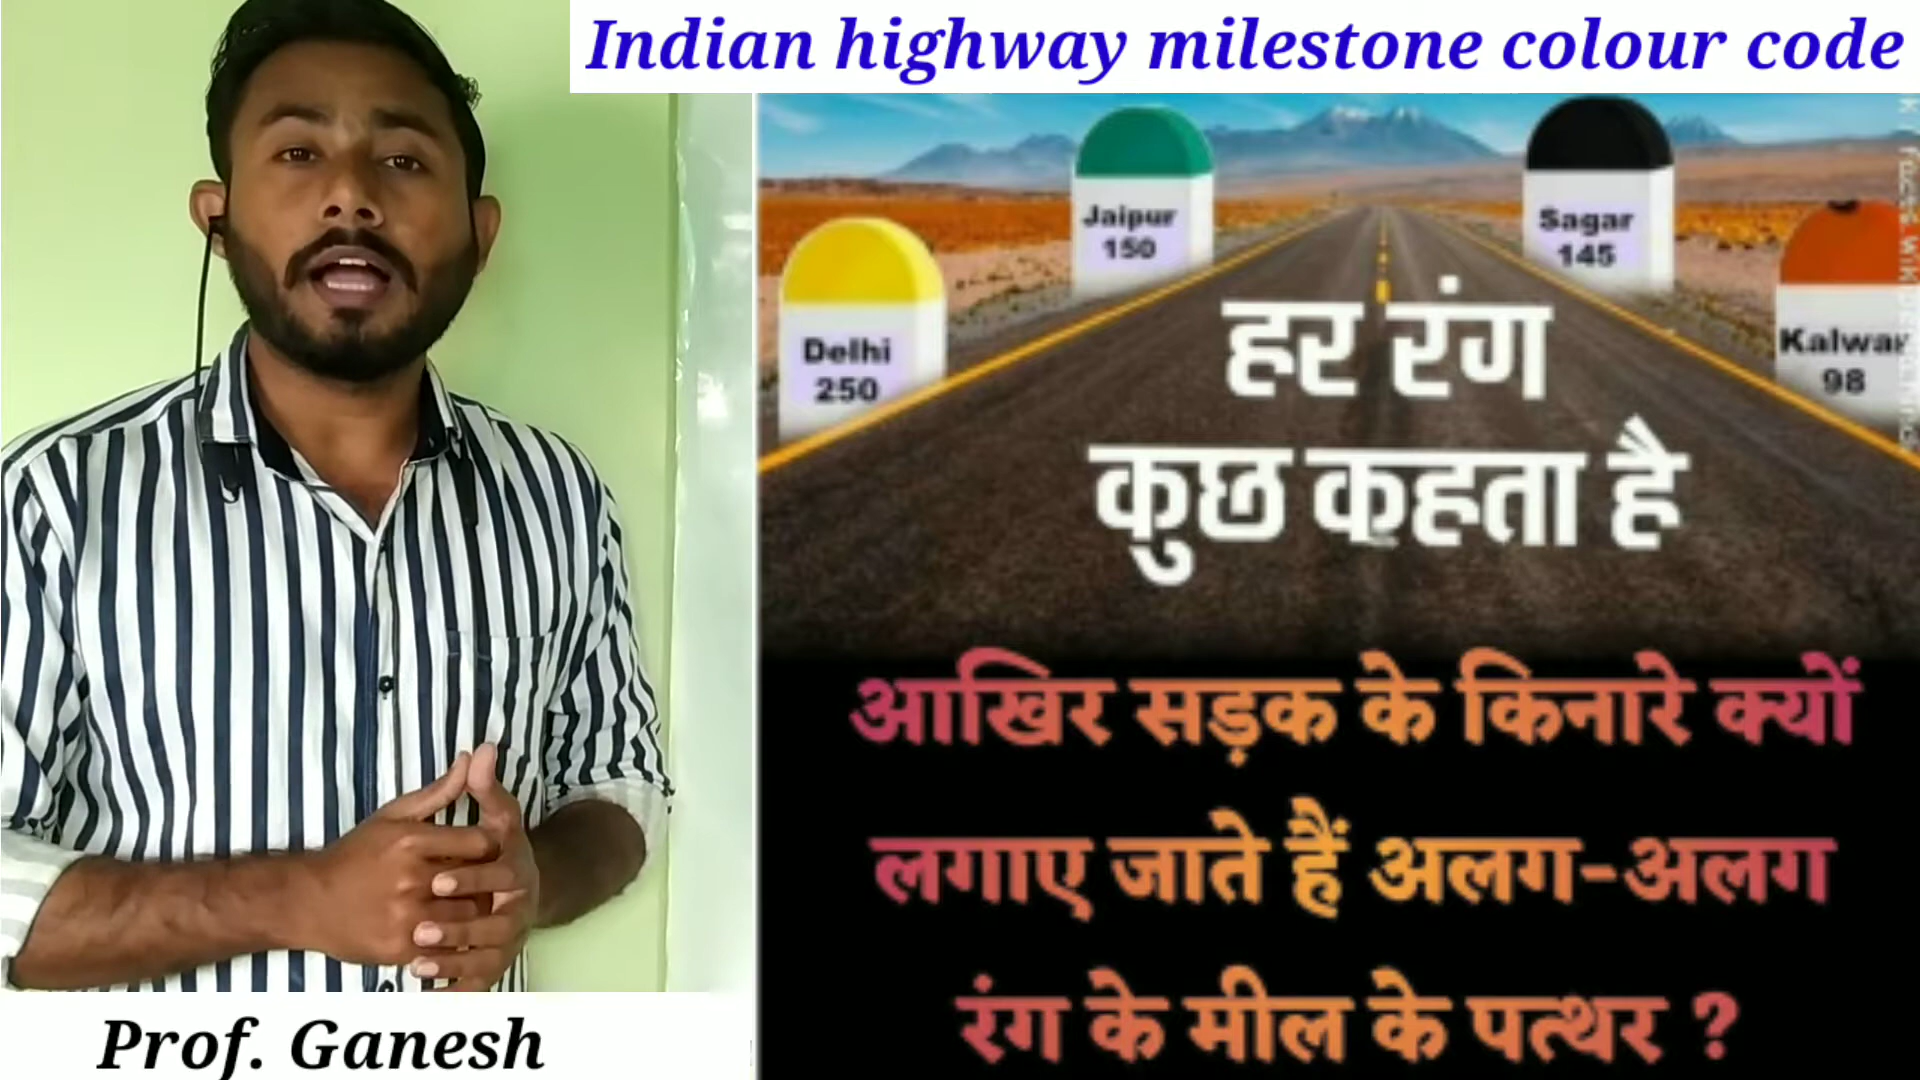 Indian highway milestone colour code
Jaipur
150
Sagar
145
Delhi
250
Kalwar
98
हर रंग
कुछ कहता है
आखिर सड़क के किनारे क्यों
लगाए जाते हैं अलग-अलग
रंग के मील के पत्थर ?
Prof. Ganesh